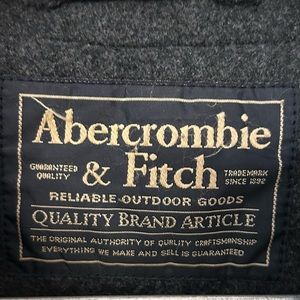 Abercrombie
GUARANTEED QUALITY & Fitch TRADEMARK SINCE 1892
RELIABLE OUTDOOR GOODS
QUALITY BRAND ARTICLE
THE ORIGINAL AUTHORITY OF QUALITY CRAFTSMANSHIP
EVERYTHING WE MAKE AND SELL IS GUARANTEED